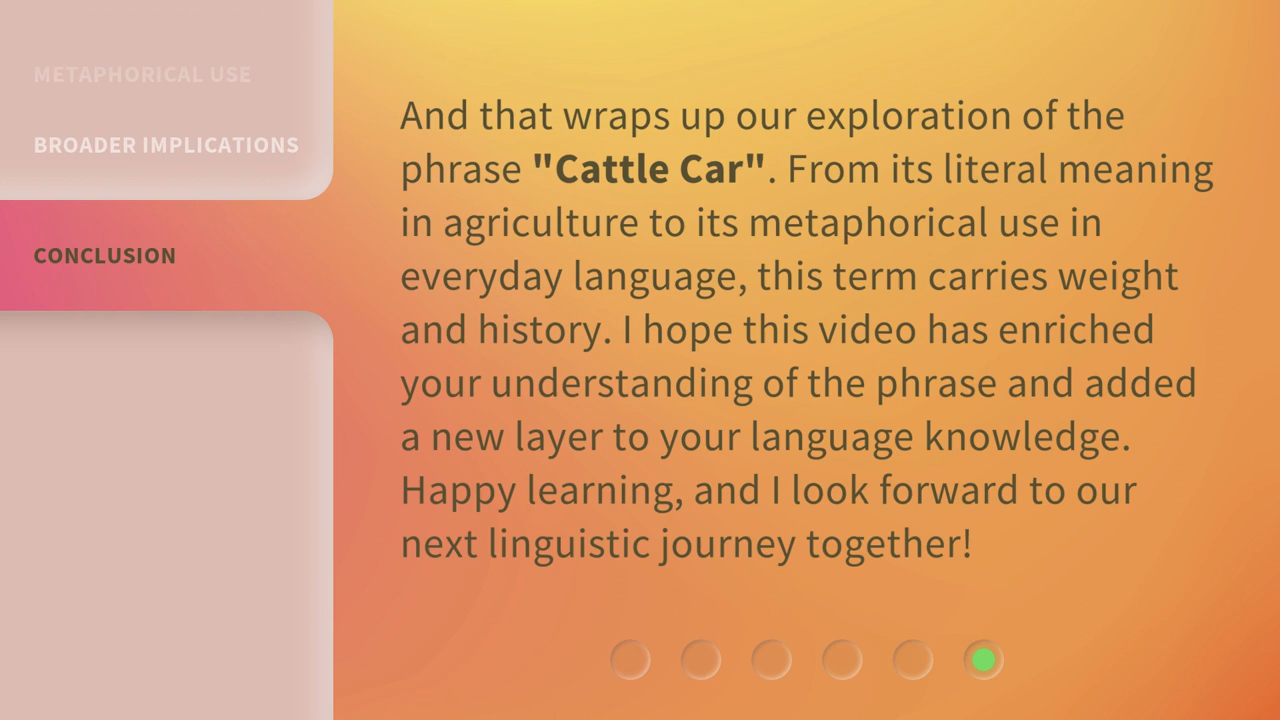 METAPHORICAL USE
BROADER IMPLICATIONS
CONCLUSION
And that wraps up our exploration of the
phrase "Cattle Car". From its literal meaning
in agriculture to its metaphorical use in
everyday language, this term carries weight
and history. I hope this video has enriched
your understanding of the phrase and added
a new layer to your language knowledge.
Happy learning, and I look forward to our
next linguistic journey together!